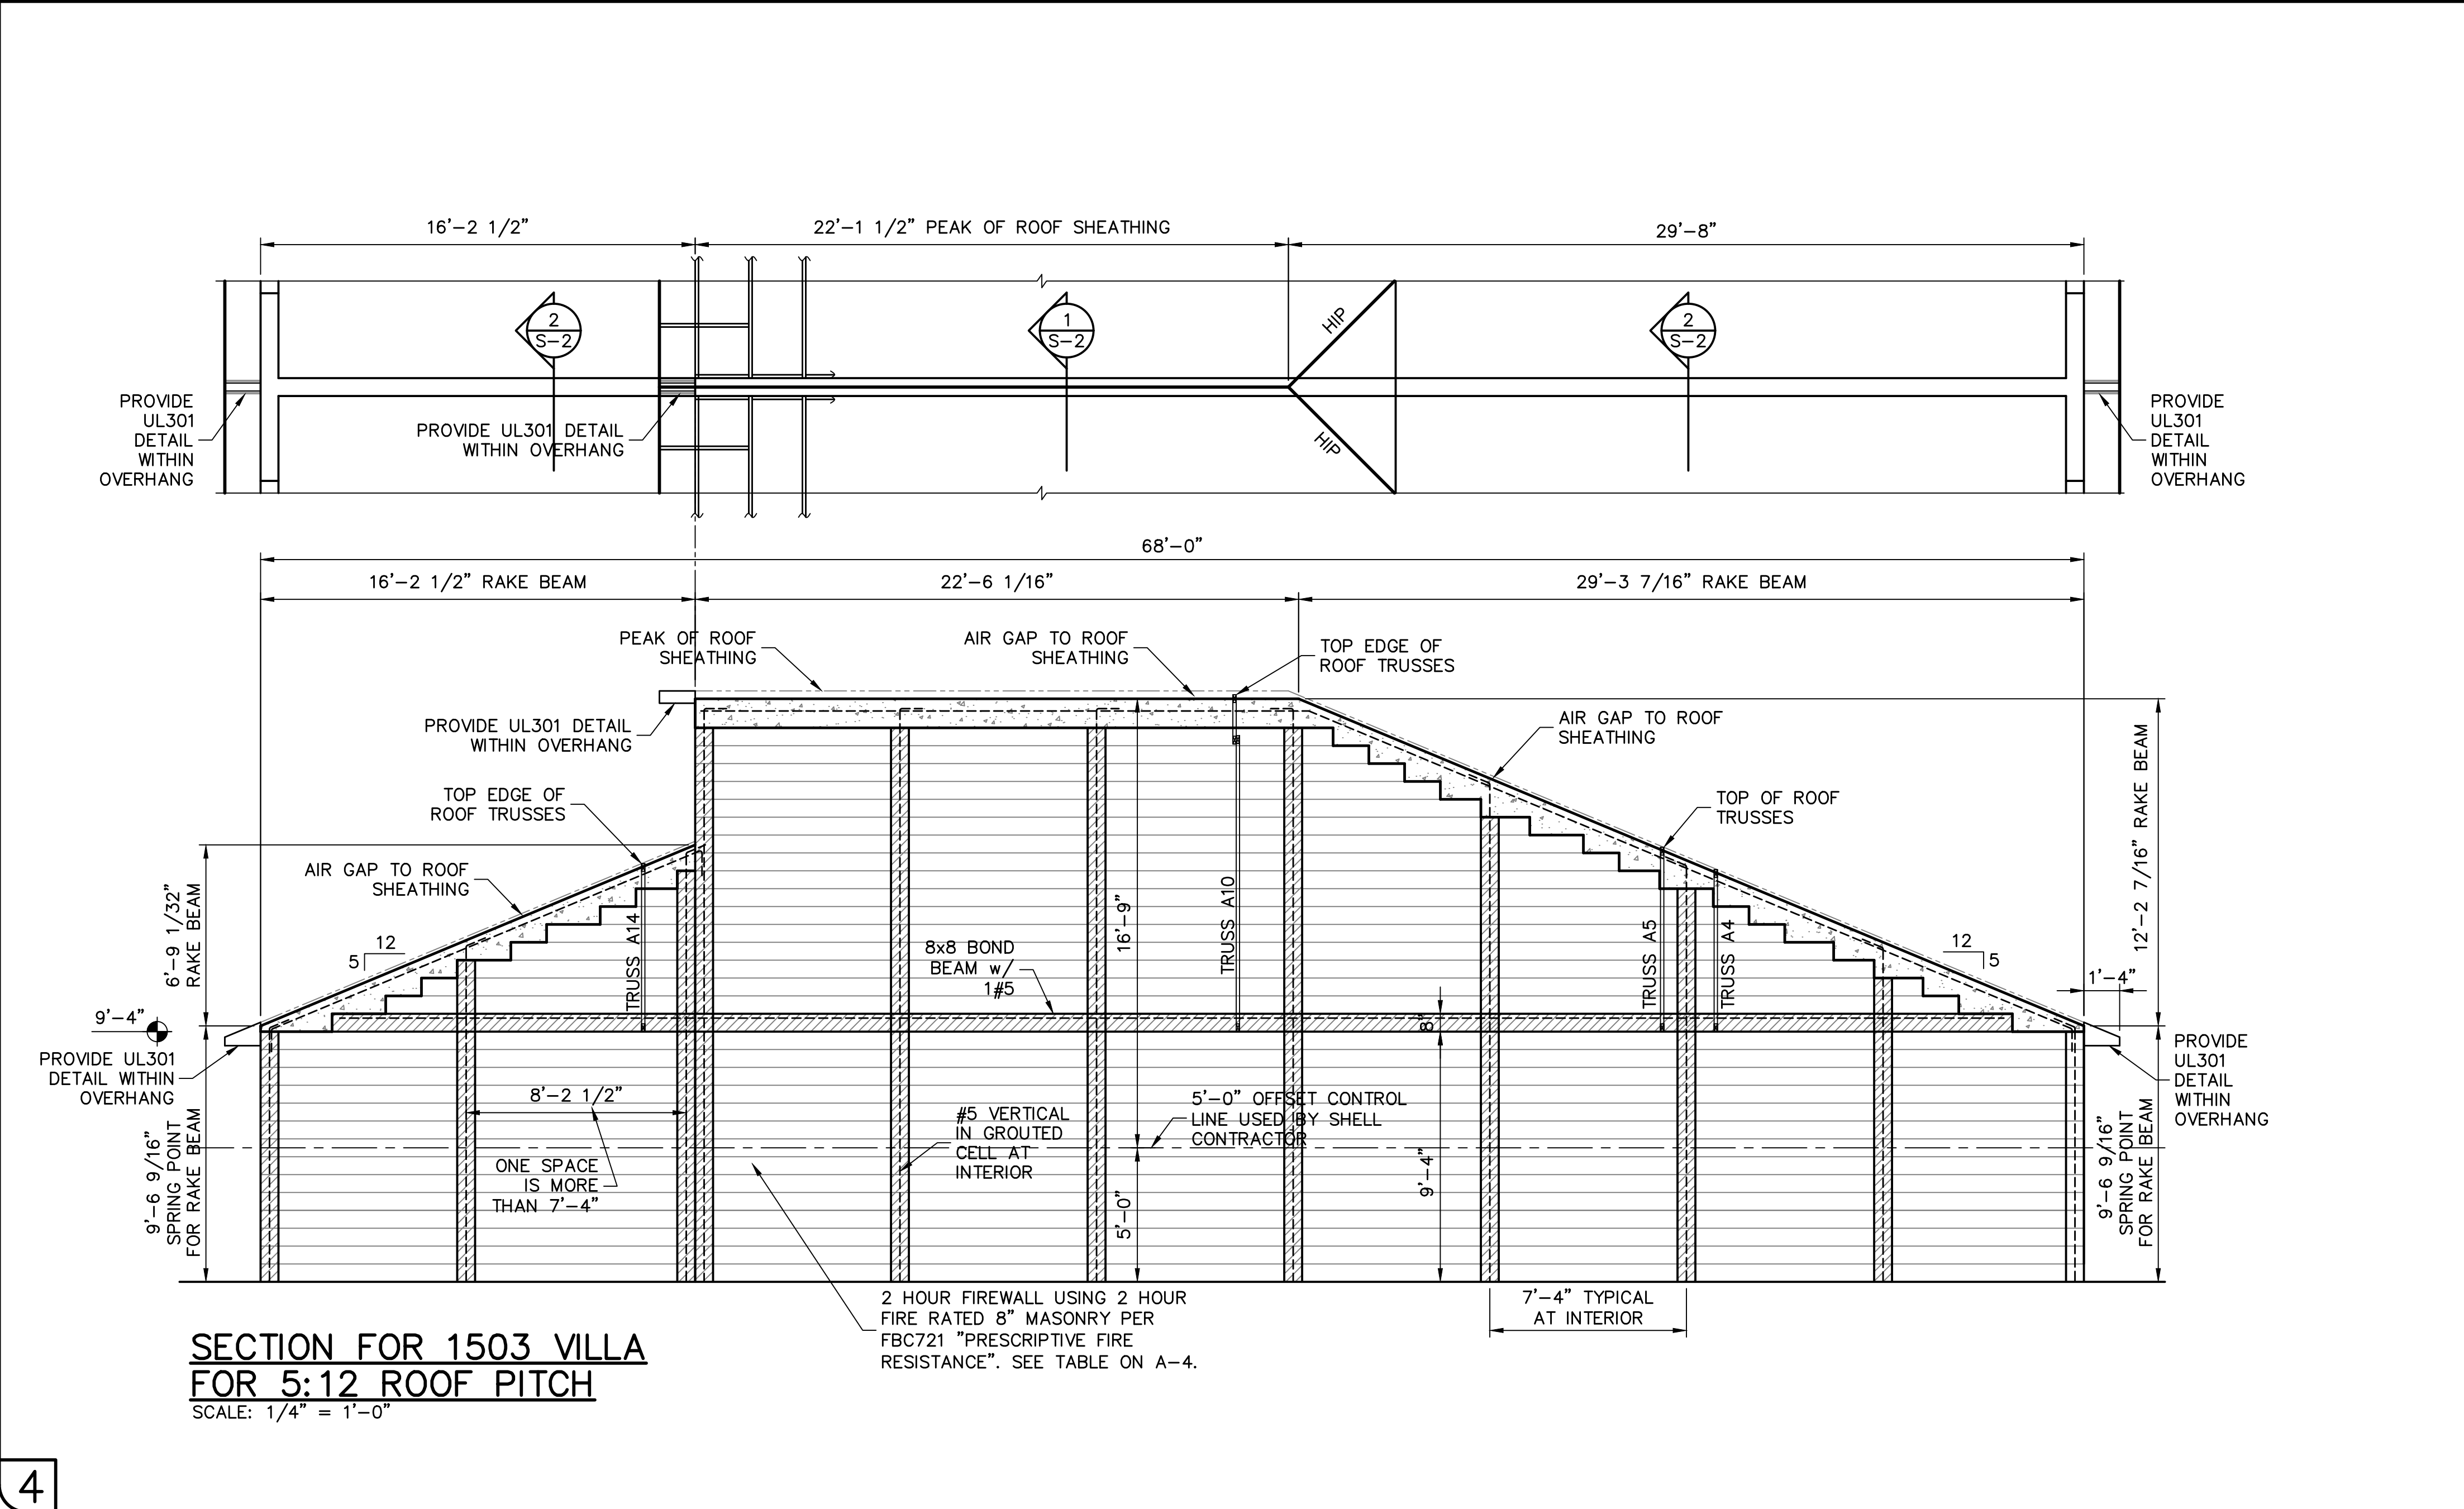 16'-2 1/2"
22'-1 1/2" PEAK OF ROOF SHEATHING
29'-8"
2
S-2
1
S-2
2
S-2
HIP
HIP
PROVIDE
UL301
DETAIL
WITHIN
OVERHANG
PROVIDE UL301 DETAIL
WITHIN OVERHANG
PROVIDE
UL301
DETAIL
WITHIN
OVERHANG
68'-0"
16'-2 1/2" RAKE BEAM
22'-6 1/16"
29'-3 7/16" RAKE BEAM
PEAK OF ROOF
SHEATHING
AIR GAP TO ROOF
SHEATHING
TOP EDGE OF
ROOF TRUSSES
PROVIDE UL301 DETAIL
WITHIN OVERHANG
AIR GAP TO ROOF
SHEATHING
TOP EDGE OF
ROOF TRUSSES
TOP OF ROOF
TRUSSES
AIR GAP TO ROOF
SHEATHING
6'-9 1/32"
RAKE BEAM
12
5
TRUSS A14
8x8 BOND
BEAM w/
1#5
16'-9"
TRUSS A10
TRUSS A5
TRUSS A4
12
5
12'-2 7/16" RAKE BEAM
1'-4"
9'-4"
8"
PROVIDE UL301
DETAIL WITHIN
OVERHANG
PROVIDE
UL301
DETAIL
WITHIN
OVERHANG
8'-2 1/2"
#5 VERTICAL
IN GROUTED
CELL AT
INTERIOR
5'-0" OFFSET CONTROL
LINE USED BY SHELL
CONTRACTOR
9'-6 9/16"
SPRING POINT
FOR RAKE BEAM
ONE SPACE
IS MORE
THAN 7'-4"
5'-0"
9'-4"
9'-6 9/16"
SPRING POINT
FOR RAKE BEAM
2 HOUR FIREWALL USING 2 HOUR
FIRE RATED 8" MASONRY PER
FBC721 "PRESCRIPTIVE FIRE
RESISTANCE". SEE TABLE ON A-4.
7'-4" TYPICAL
AT INTERIOR
SECTION FOR 1503 VILLA
FOR 5:12 ROOF PITCH
SCALE: 1/4" = 1'-0"
4